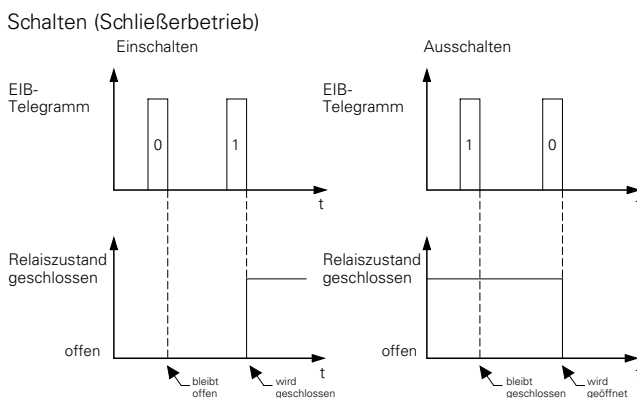 Schalten (Schließerbetrieb)
Einschalten
EIB-
Telegramm
0
1
t
Relaiszustand
geschlossen
offen
t
bleibt
offen
wird
geschlossen
Ausschalten
EIB-
Telegramm
1
0
t
Relaiszustand
geschlossen
offen
t
bleibt
geschlossen
wird
geöffnet